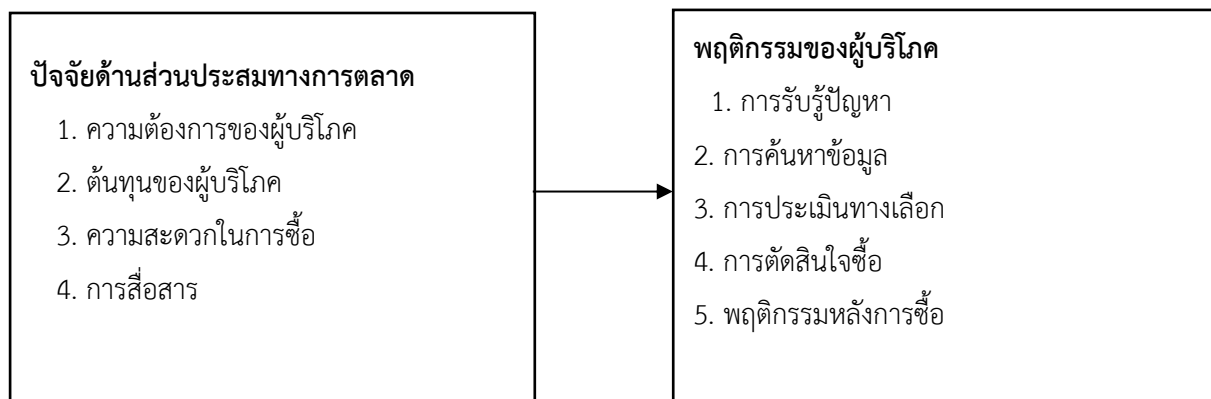 ปัจจัยด้านส่วนประสมทางการตลาด
1. ความต้องการของผู้บริโภค
2. ต้นทุนของผู้บริโภค
3. ความสะดวกในการซื้อ
4. การสื่อสาร
พฤติกรรมของผู้บริโภค
1. การรับรู้ปัญหา
2. การค้นหาข้อมูล
3. การประเมินทางเลือก
4. การตัดสินใจซื้อ
5. พฤติกรรมหลังการซื้อ